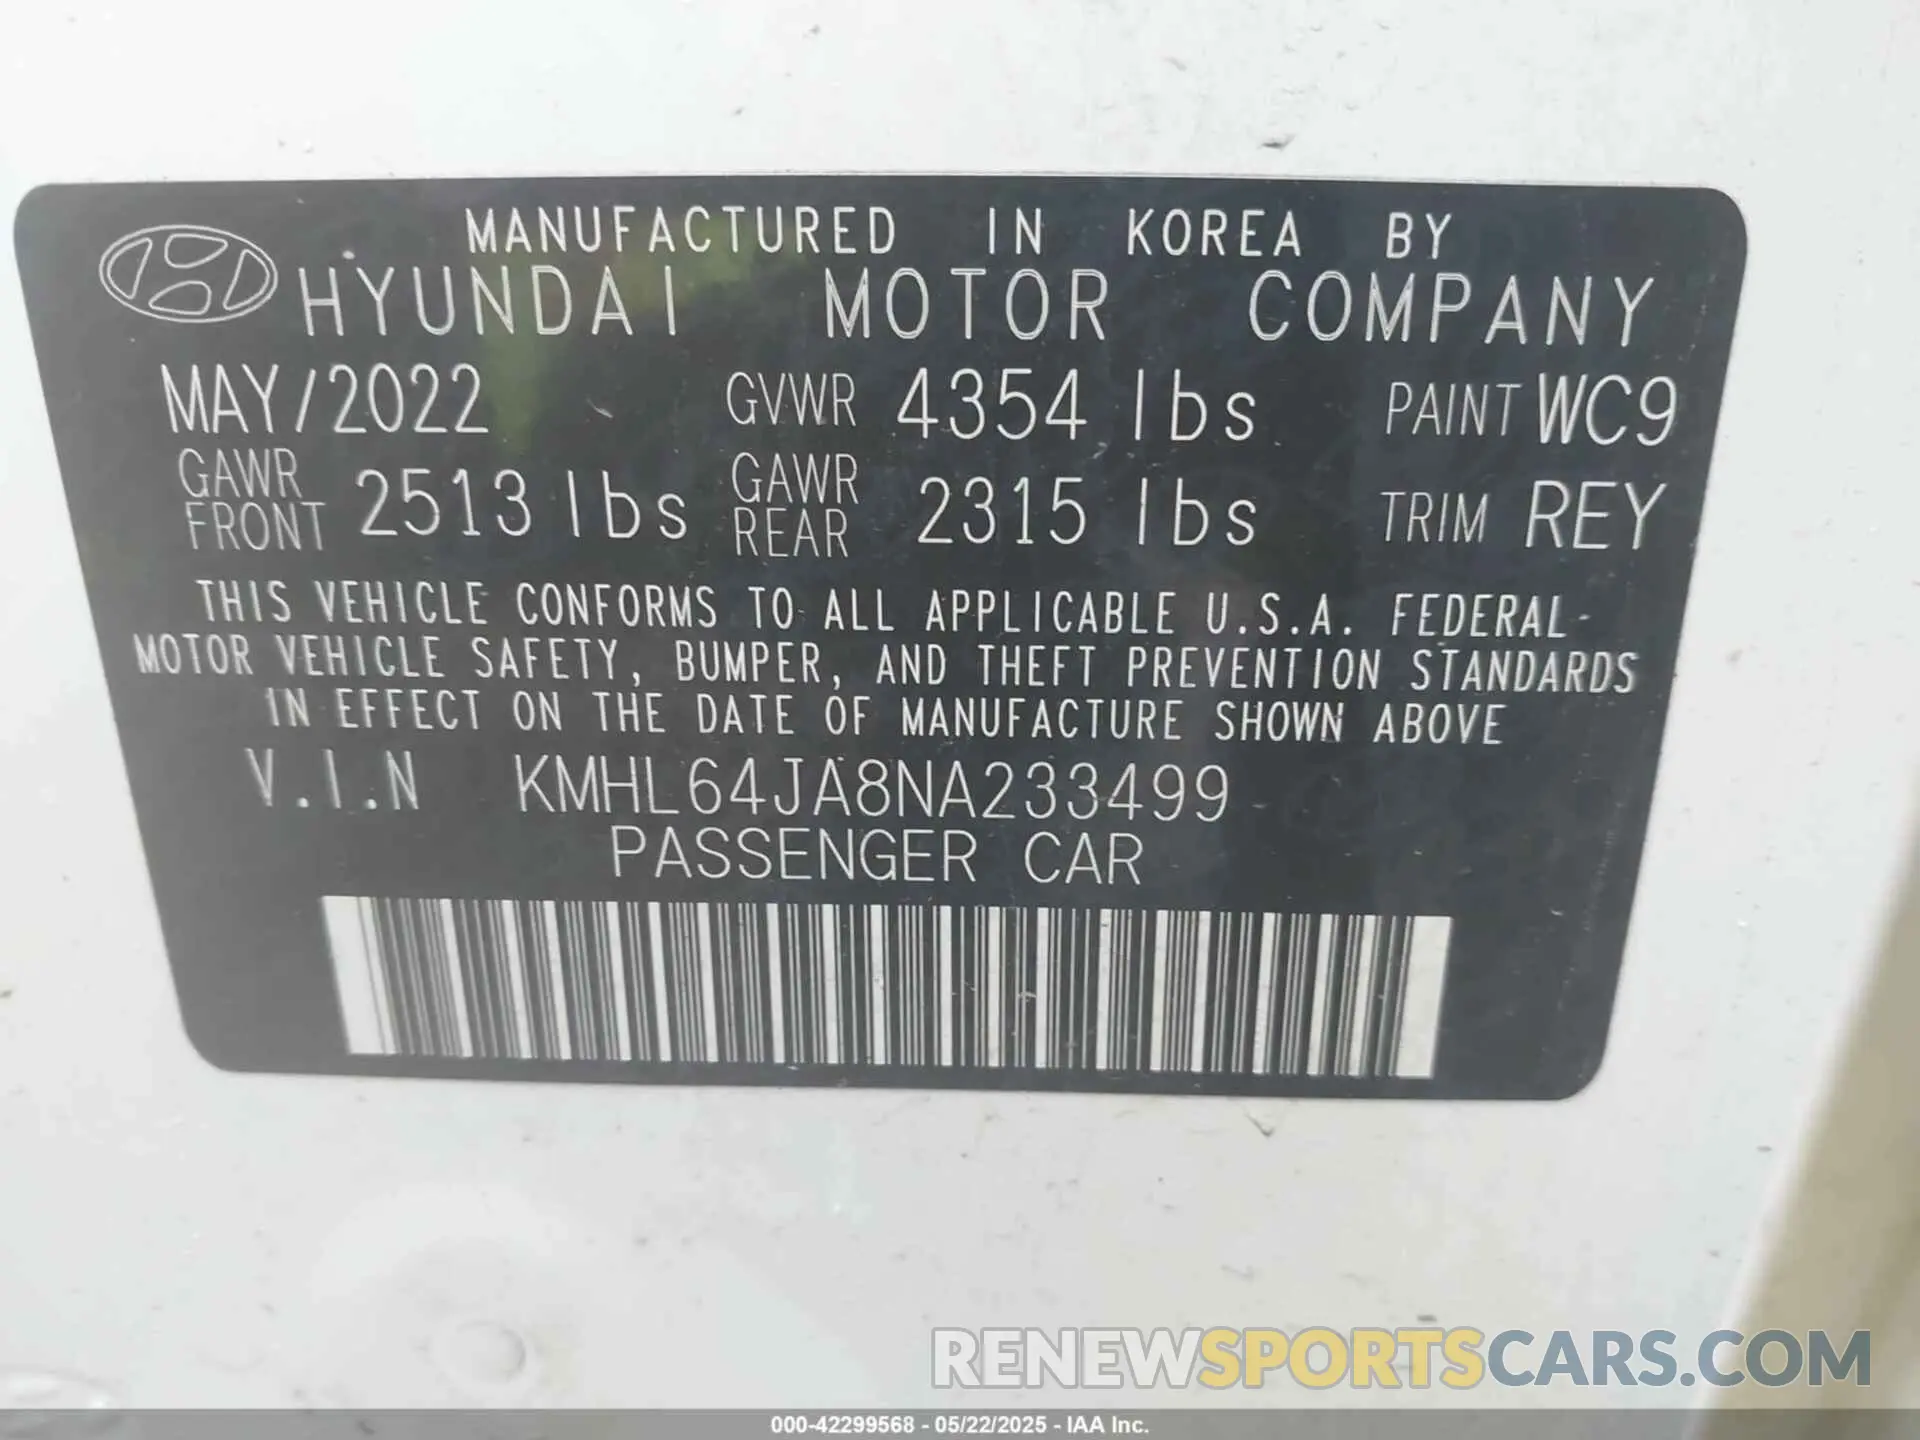 MANUFACTURED IN KOREA BY
HYUNDAI MOTOR COMPANY
MAY/2022 GVWR 4354 lbs PAINT WC9
GAWR FRONT 2513 lbs GAWR REAR 2315 lbs TRIM REY
THIS VEHICLE CONFORMS TO ALL APPLICABLE U.S.A. FEDERAL
MOTOR VEHICLE SAFETY, BUMPER, AND THEFT PREVENTION STANDARDS
IN EFFECT ON THE DATE OF MANUFACTURE SHOWN ABOVE
V.I.N KMHL64JA8NA233499
PASSENGER CAR
RENEWSPORTSCARS.COM
000-42299568 - 05/22/2025 - IAA Inc.